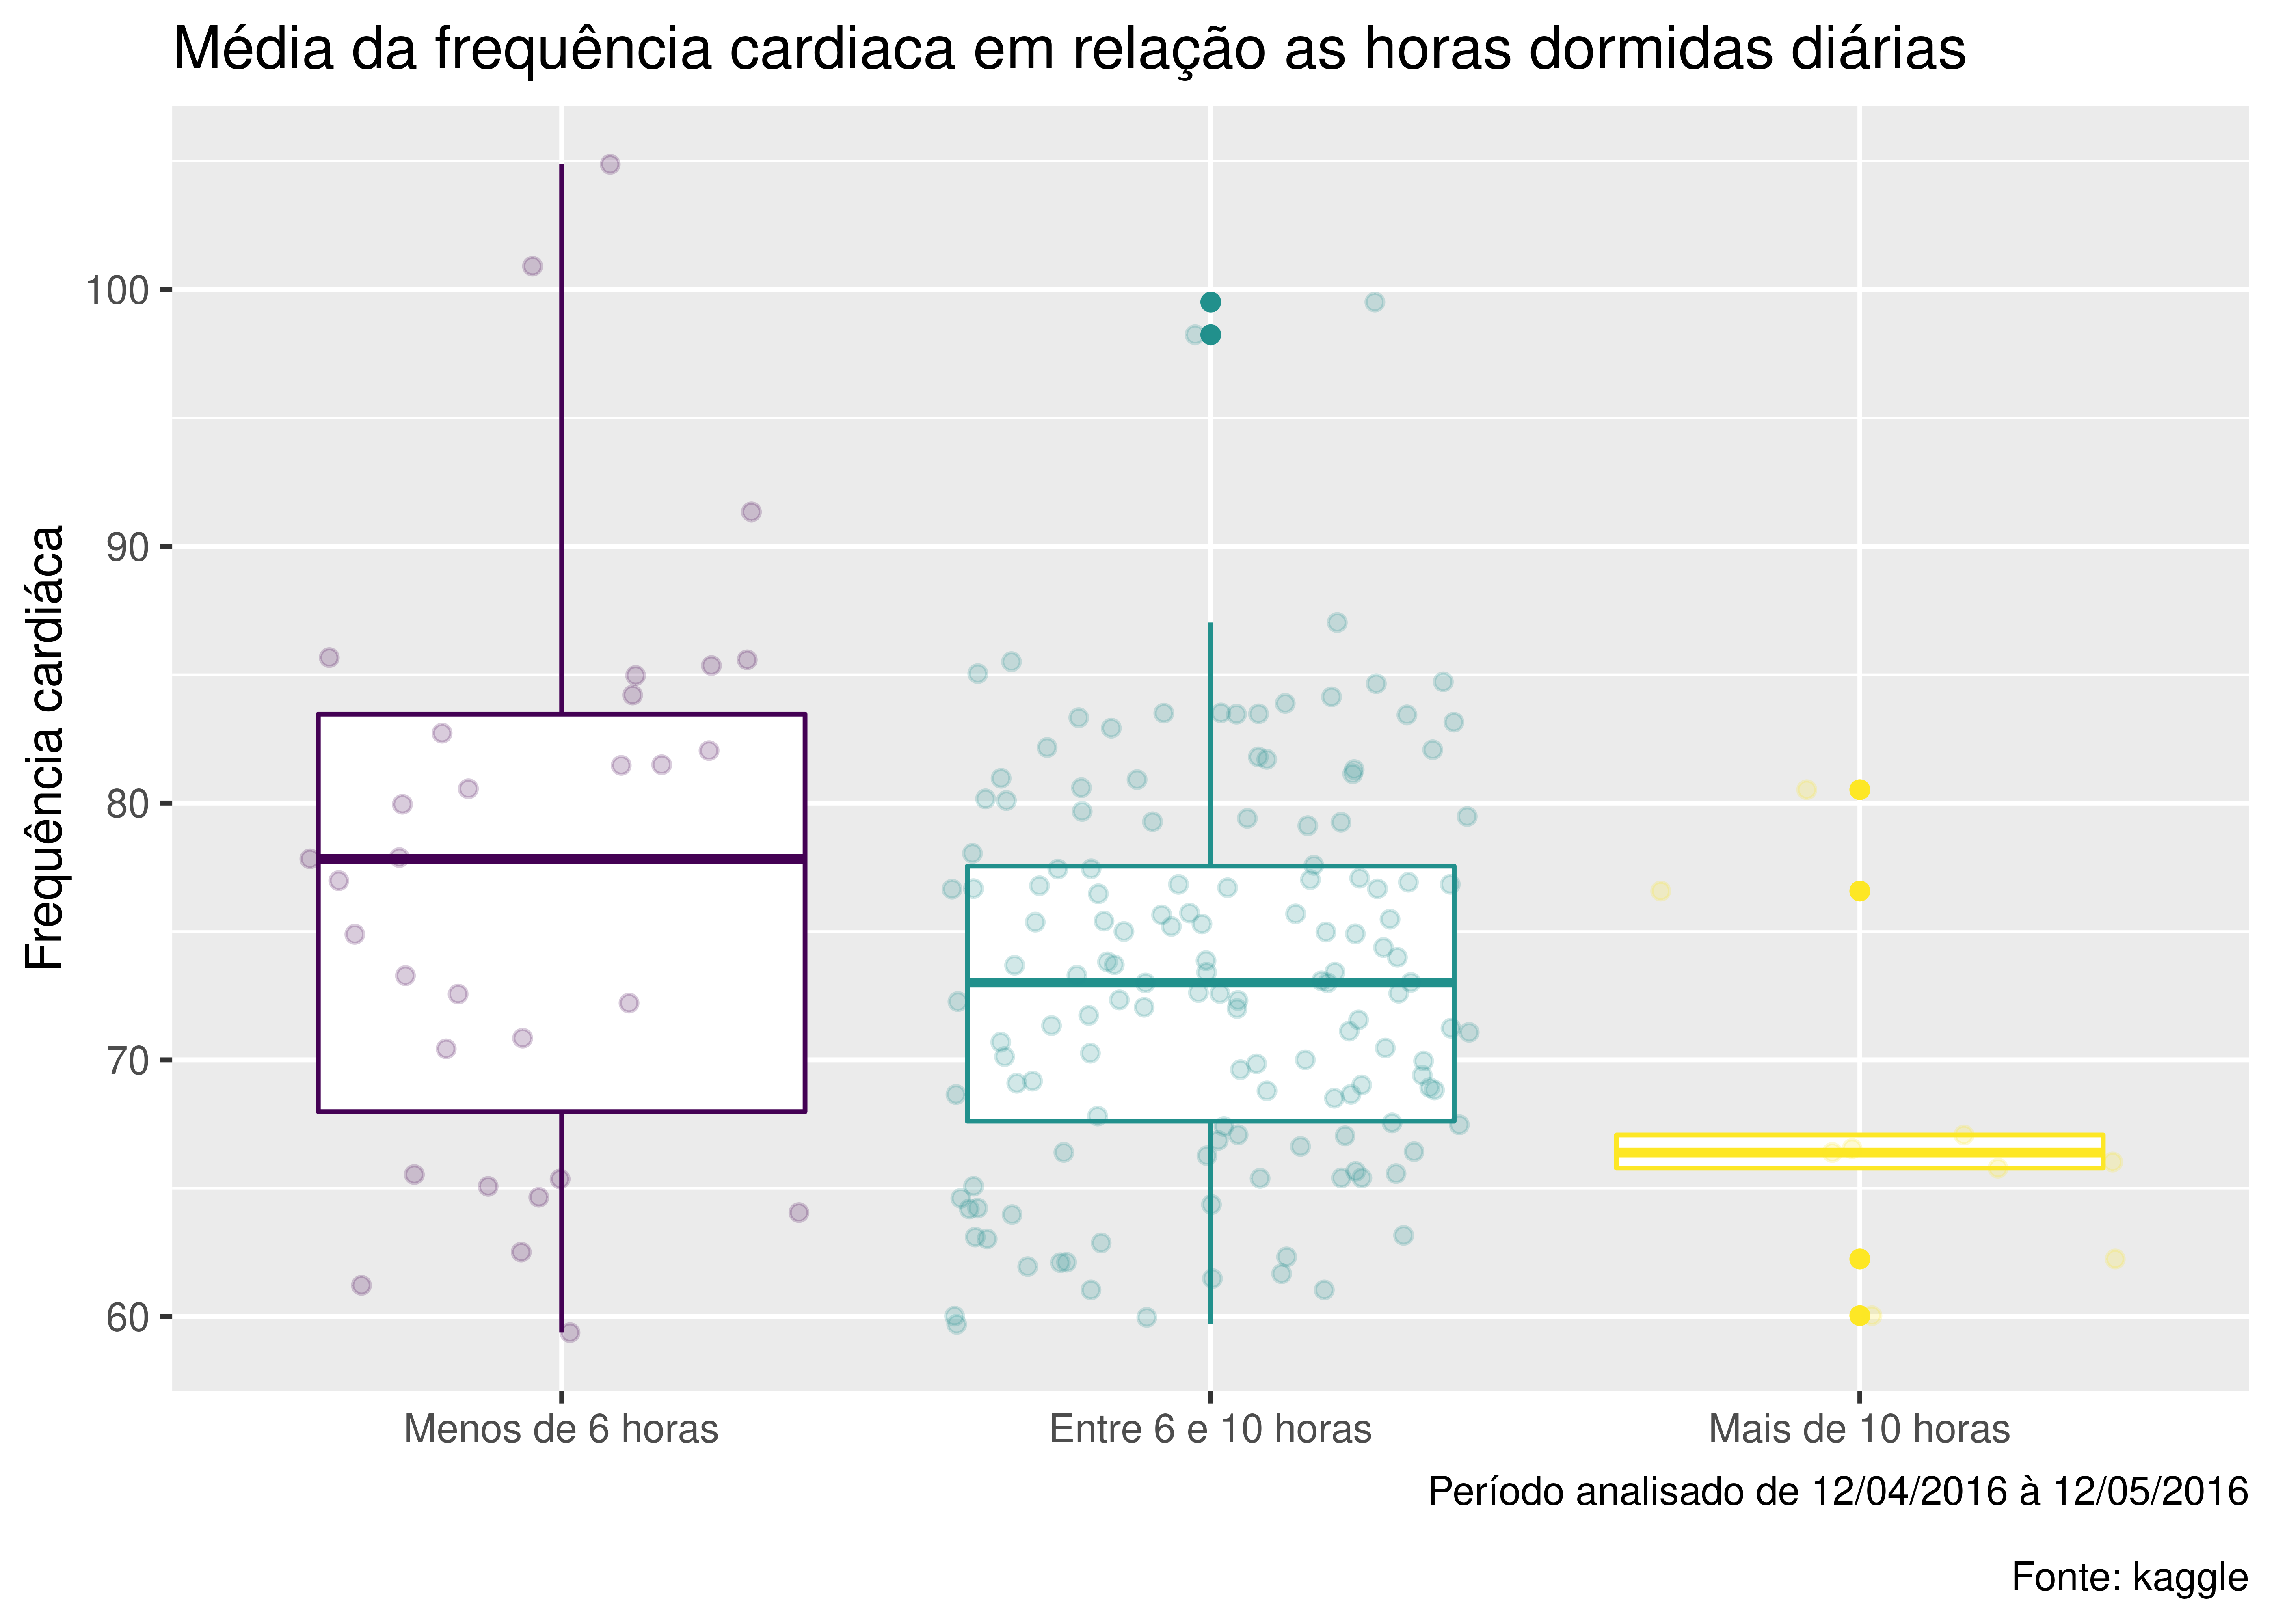 Média da frequência cardiaca em relação as horas dormidas diárias
Frequência cardiáca
100
90
80
70
60
Menos de 6 horas
Entre 6 e 10 horas
Mais de 10 horas
Período analisado de 12/04/2016 à 12/05/2016
Fonte: kaggle